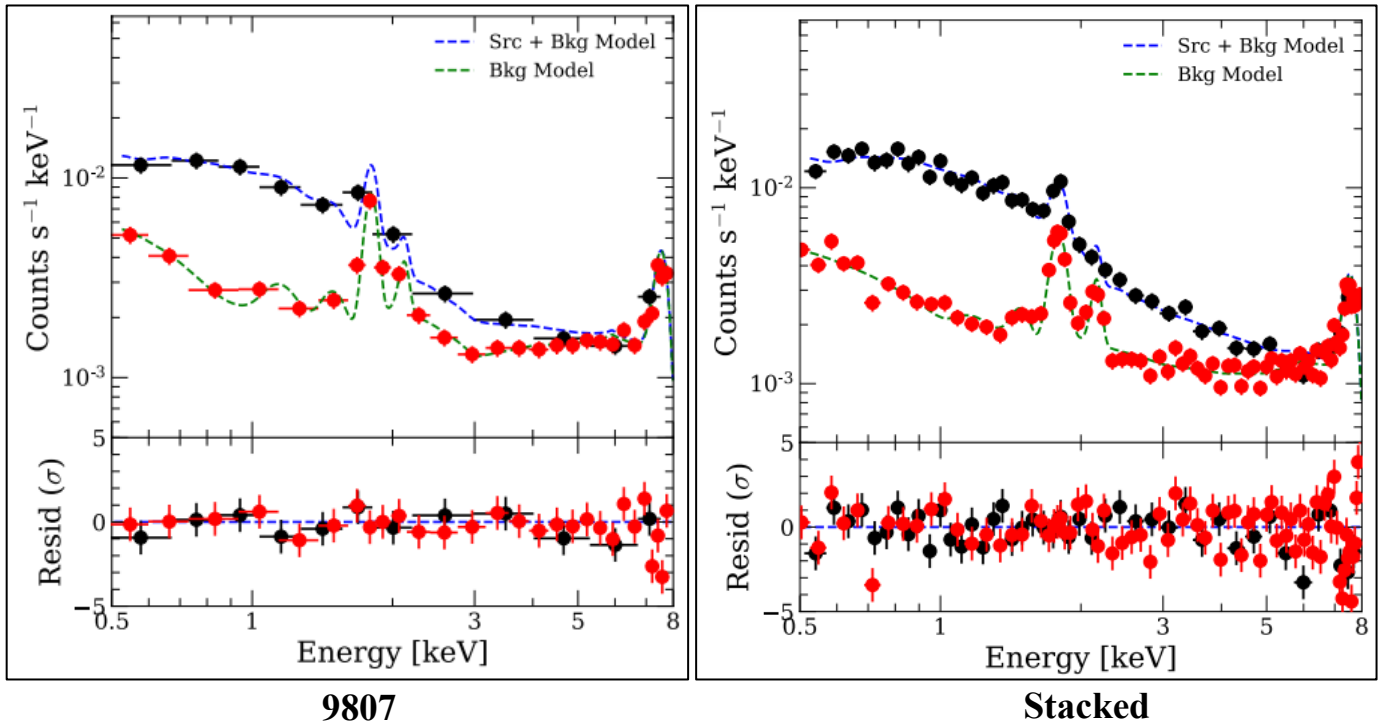 Src + Bkg Model
Bkg Model
Counts s⁻¹ keV⁻¹
10⁻²
10⁻³
5
0
−5
Resid (σ)
0.5
1
3
5
8
Energy [keV]
9807
Src + Bkg Model
Bkg Model
Counts s⁻¹ keV⁻¹
10⁻²
10⁻³
5
0
−5
Resid (σ)
0.5
1
3
5
8
Energy [keV]
Stacked